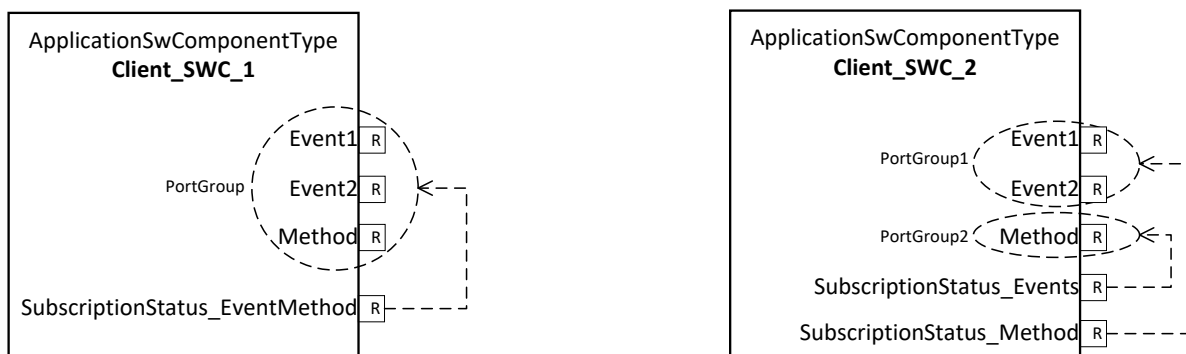 ApplicationSwComponentType
Client_SWC_1
Event1 R
PortGroup Event2 R
Method R
SubscriptionStatus_EventMethod R
ApplicationSwComponentType
Client_SWC_2
Event1 R
PortGroup1
Event2 R
PortGroup2 Method R
SubscriptionStatus_Events R
SubscriptionStatus_Method R